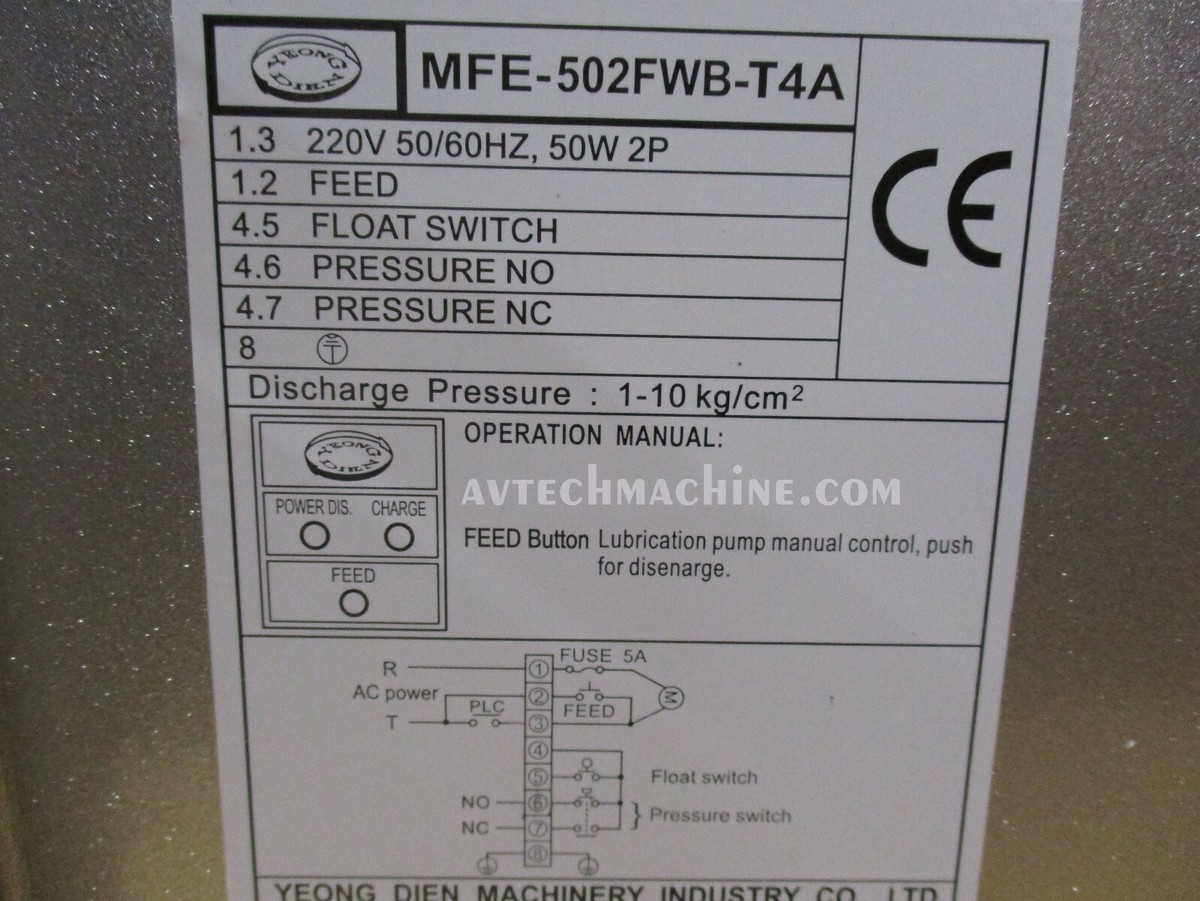 YEONG DIEN
MFE-502FWB-T4A
1.3 220V 50/60HZ, 50W 2P
CE
1.2 FEED
4.5 FLOAT SWITCH
4.6 PRESSURE NO
4.7 PRESSURE NC
8
Discharge Pressure : 1-10 kg/cm²
YEONG DIEN
OPERATION MANUAL:
AVTECHMACHINE.COM
POWER DIS. CHARGE
FEED Button Lubrication pump manual control, push
for disenarge.
FEED
R ① FUSE 5A
AC power ② FEED M
T PLC ③
④
⑤ Float switch
NO ⑥
Pressure switch
NC ⑦
⑧
YEONG DIEN MACHINERY INDUSTRY CO., LTD